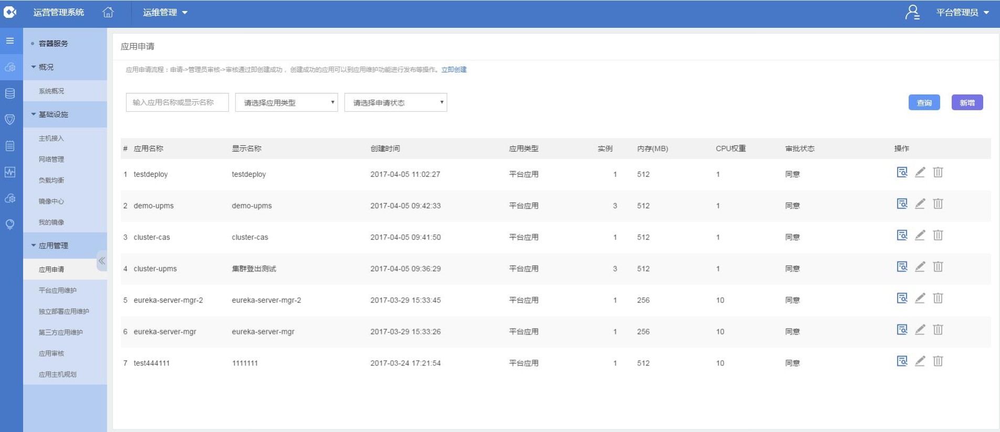 运营管理系统 运维管理 平台管理员
容器服务
概况
系统概况
基础设施
主机接入
网络管理
负载均衡
镜像中心
我的镜像
应用管理
应用申请
平台应用维护
独立部署应用维护
第三方应用维护
应用审核
应用主机规划
应用申请
应用申请流程：申请->管理员审核->审核通过即创建成功，创建成功的应用可以到应用维护功能进行发布等操作。立即创建
输入应用名称或显示名称 请选择应用类型 请选择申请状态 查询 新增
# 应用名称 显示名称 创建时间 应用类型 实例 内存(MB) CPU权重 审批状态 操作
1 testdeploy testdeploy 2017-04-05 11:02:27 平台应用 1 512 1 同意
2 demo-upms demo-upms 2017-04-05 09:42:33 平台应用 3 512 1 同意
3 cluster-cas cluster-cas 2017-04-05 09:41:50 平台应用 1 512 1 同意
4 cluster-upms 集群登出测试 2017-04-05 09:36:29 平台应用 3 512 1 同意
5 eureka-server-mgr-2 eureka-server-mgr-2 2017-03-29 15:33:45 平台应用 1 256 10 同意
6 eureka-server-mgr eureka-server-mgr 2017-03-29 15:33:26 平台应用 1 256 10 同意
7 test444111 1111111 2017-03-24 17:21:54 平台应用 1 512 10 同意